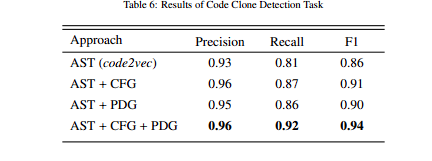 Table 6: Results of Code Clone Detection Task
Approach Precision Recall F1
AST (code2vec) 0.93 0.81 0.86
AST + CFG 0.96 0.87 0.91
AST + PDG 0.95 0.86 0.90
AST + CFG + PDG 0.96 0.92 0.94